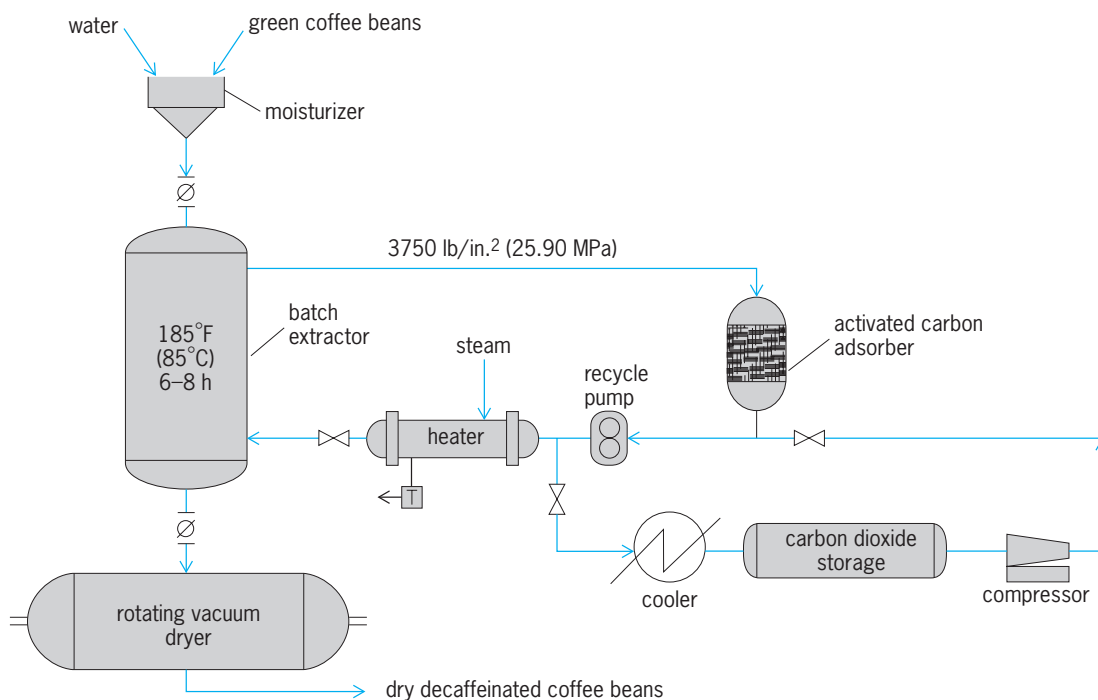 water
green coffee beans
moisturizer
3750 lb/in.² (25.90 MPa)
185°F
(85°C)
6–8 h
batch
extractor
activated carbon
adsorber
steam
recycle
pump
heater
T
carbon dioxide
storage
cooler
compressor
rotating vacuum
dryer
dry decaffeinated coffee beans